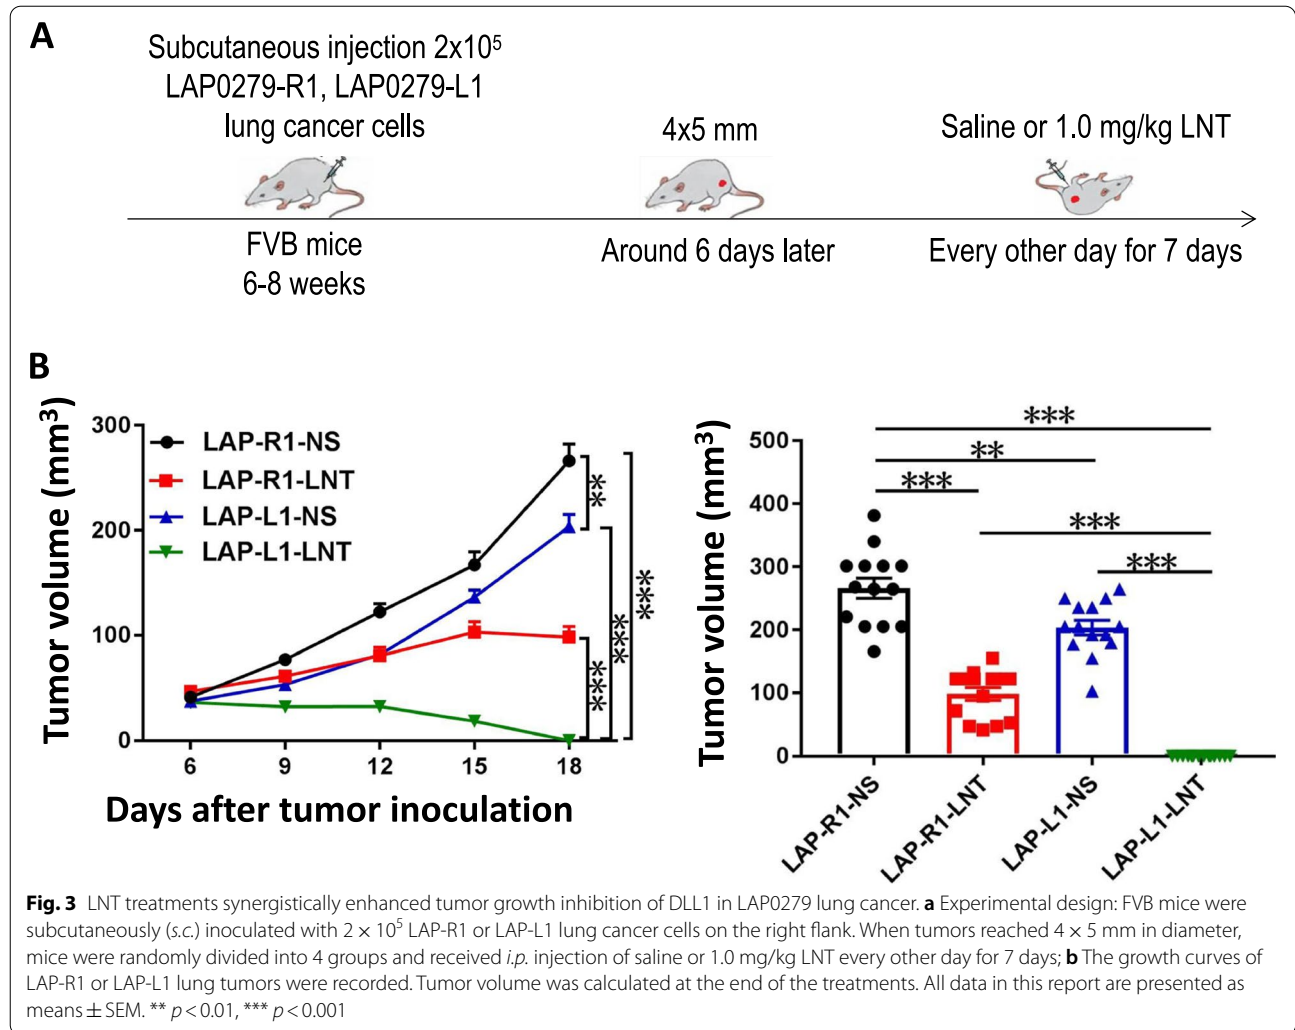 A
Subcutaneous injection 2x10⁵
LAP0279-R1, LAP0279-L1
lung cancer cells
4x5 mm
Saline or 1.0 mg/kg LNT
FVB mice
6-8 weeks
Around 6 days later
Every other day for 7 days
B
Tumor volume (mm³)
300
200
100
0
LAP-R1-NS
LAP-R1-LNT
LAP-L1-NS
LAP-L1-LNT
**
***
***
***
6 9 12 15 18
Days after tumor inoculation
Tumor volume (mm³)
500
400
300
200
100
0
***
**
***
***
***
LAP-R1-NS
LAP-R1-LNT
LAP-L1-NS
LAP-L1-LNT
Fig. 3 LNT treatments synergistically enhanced tumor growth inhibition of DLL1 in LAP0279 lung cancer. a Experimental design: FVB mice were
subcutaneously (s.c.) inoculated with 2 × 10⁵ LAP-R1 or LAP-L1 lung cancer cells on the right flank. When tumors reached 4 × 5 mm in diameter,
mice were randomly divided into 4 groups and received i.p. injection of saline or 1.0 mg/kg LNT every other day for 7 days; b The growth curves of
LAP-R1 or LAP-L1 lung tumors were recorded. Tumor volume was calculated at the end of the treatments. All data in this report are presented as
means ± SEM. ** p < 0.01, *** p < 0.001